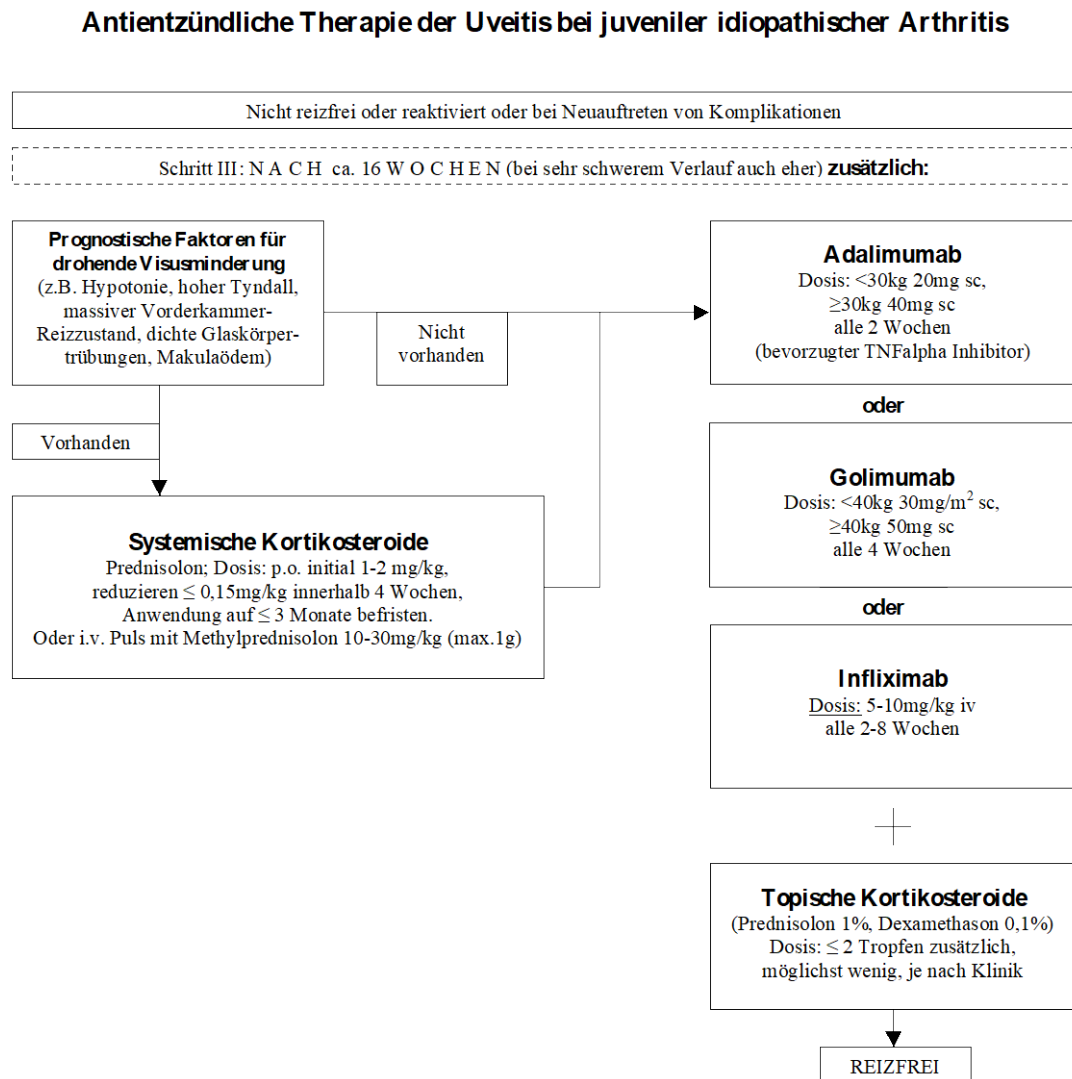 Antientzündliche Therapie der Uveitis bei juveniler idiopathischer Arthritis
Nicht reizfrei oder reaktiviert oder bei Neuauftreten von Komplikationen
Schritt III: N A C H ca. 16 W O C H E N (bei sehr schwerem Verlauf auch eher) zusätzlich:
Prognostische Faktoren für
drohende Visusminderung
(z.B. Hypotonie, hoher Tyndall,
massiver Vorderkammer-
Reizzustand, dichte Glaskörper-
trübungen, Makulaödem)
Nicht
vorhanden
Vorhanden
Systemische Kortikosteroide
Prednisolon; Dosis: p.o. initial 1-2 mg/kg,
reduzieren ≤ 0,15mg/kg innerhalb 4 Wochen,
Anwendung auf ≤ 3 Monate befristen.
Oder i.v. Puls mit Methylprednisolon 10-30mg/kg (max.1g)
Adalimumab
Dosis: <30kg 20mg sc,
≥30kg 40mg sc
alle 2 Wochen
(bevorzugter TNFalpha Inhibitor)
oder
Golimumab
Dosis: <40kg 30mg/m² sc,
≥40kg 50mg sc
alle 4 Wochen
oder
Infliximab
Dosis: 5-10mg/kg iv
alle 2-8 Wochen
Topische Kortikosteroide
(Prednisolon 1%, Dexamethason 0,1%)
Dosis: ≤ 2 Tropfen zusätzlich,
möglichst wenig, je nach Klinik
REIZFREI